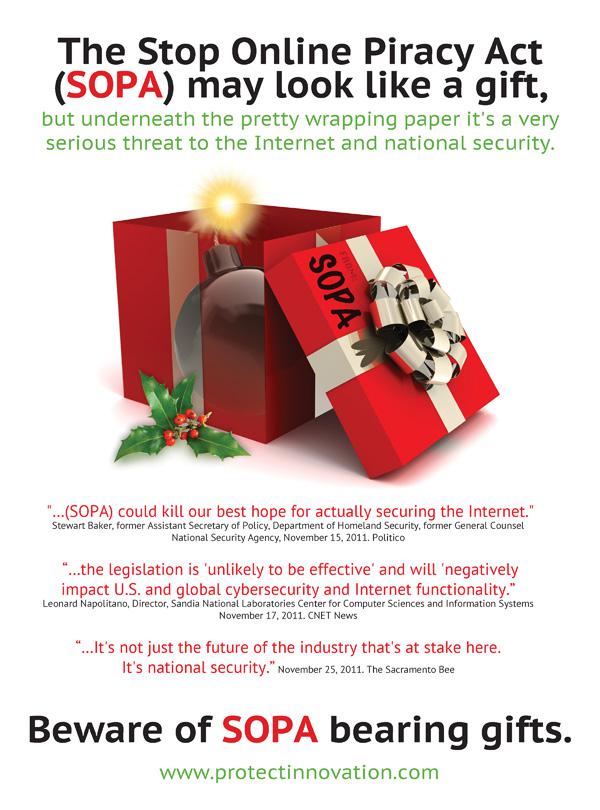 The Stop Online Piracy Act
(SOPA) may look like a gift,
but underneath the pretty wrapping paper it's a very
serious threat to the Internet and national security.
FROM:
SOPA
"...(SOPA) could kill our best hope for actually securing the Internet."
Stewart Baker, former Assistant Secretary of Policy, Department of Homeland Security, former General Counsel
National Security Agency, November 15, 2011. Politico
“...the legislation is 'unlikely to be effective' and will 'negatively
impact U.S. and global cybersecurity and Internet functionality.”
Leonard Napolitano, Director, Sandia National Laboratories Center for Computer Sciences and Information Systems
November 17, 2011. CNET News
“...It's not just the future of the industry that's at stake here.
It's national security.” November 25, 2011. The Sacramento Bee
Beware of SOPA bearing gifts.
www.protectinnovation.com